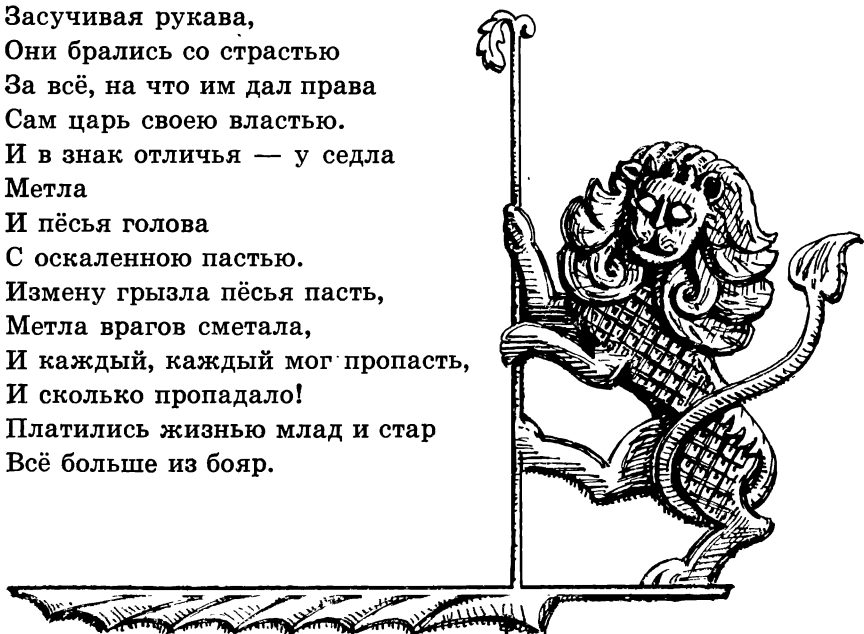 Засучивая рукава,
Они брались со страстью
За всё, на что им дал права
Сам царь своею властью.
И в знак отличья — у седла
Метла
И пёсья голова
С оскаленною пастью.
Измену грызла пёсья пасть,
Метла врагов сметала,
И каждый, каждый мог пропасть,
И сколько пропадало!
Платились жизнью млад и стар
Всё больше из бояр.